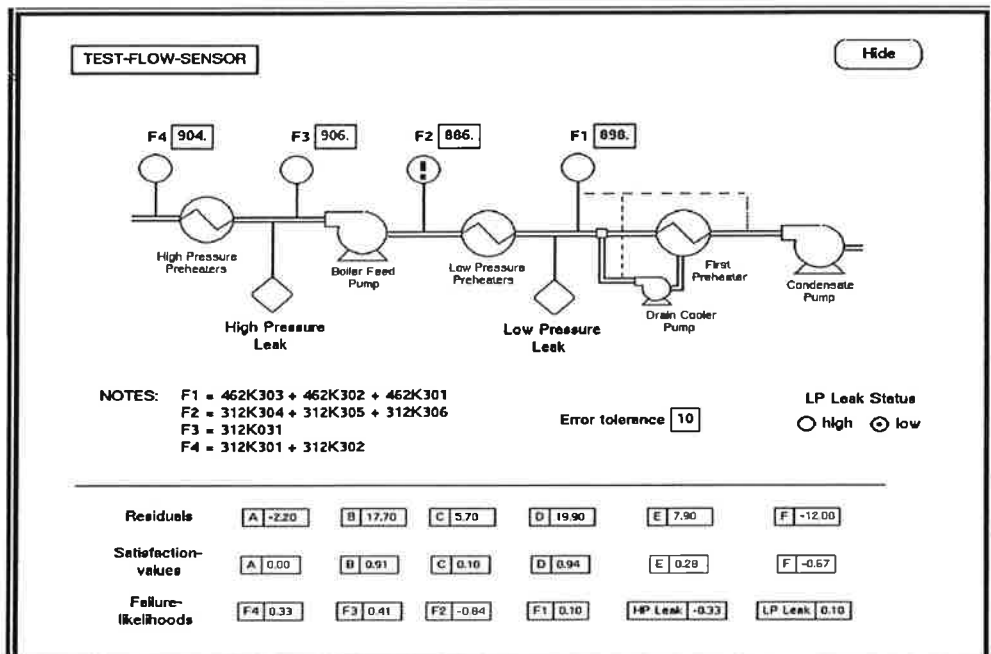 TEST-FLOW-SENSOR
Hide
F4 904.
F3 906.
F2 886.
F1 898.
!
High Pressure
Preheaters
Boiler Feed
Pump
Low Pressure
Preheaters
First
Preheater
Condensate
Pump
Drain Cooler
Pump
High Pressure
Leak
Low Pressure
Leak
NOTES: F1 = 462K303 + 462K302 + 462K301
F2 = 312K304 + 312K305 + 312K306
F3 = 312K031
F4 = 312K301 + 312K302
Error tolerance 10
LP Leak Status
high low
Residuals A -2.20 B 17.70 C 5.70 D 19.90 E 7.90 F -12.00
Satisfaction-
values A 0.00 B 0.91 C 0.10 D 0.94 E 0.28 F -0.67
Failure-
likelihoods F4 0.33 F3 0.41 F2 -0.84 F1 0.10 HP Leak -0.33 LP Leak 0.10